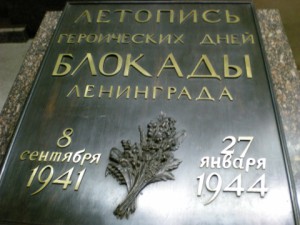 ЛЕТОПИСЬ
ГЕРОИЧЕСКИХ ДНЕЙ
БЛОКАДЫ
ЛЕНИНГРАДА
8
сентября
1941
27
января
1944